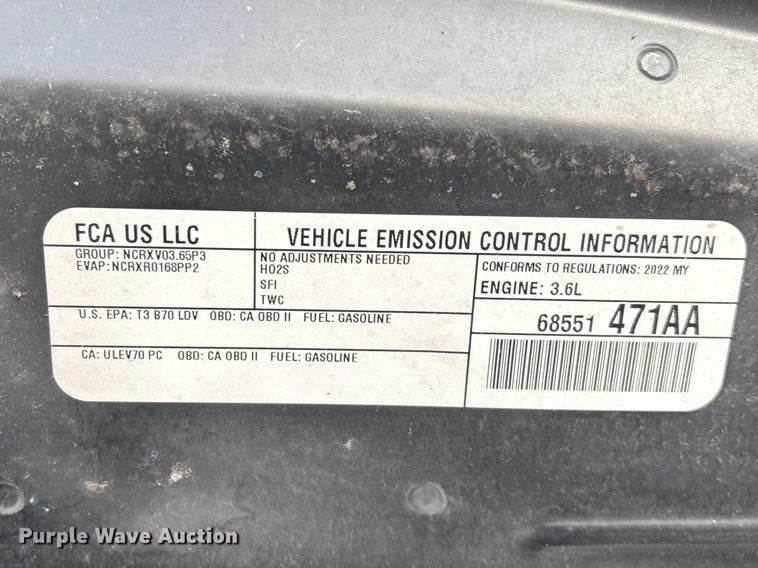 FCA US LLC
GROUP: NCRXV03.65P3
EVAP: NCRXR0168PP2
VEHICLE EMISSION CONTROL INFORMATION
NO ADJUSTMENTS NEEDED
HO2S
SFI
TWC
CONFORMS TO REGULATIONS: 2022 MY
ENGINE: 3.6L
U.S. EPA: T3 B70 LDV OBD: CA OBD II FUEL: GASOLINE
68551 471AA
CA: ULEV70 PC OBD: CA OBD II FUEL: GASOLINE
Purple Wave Auction